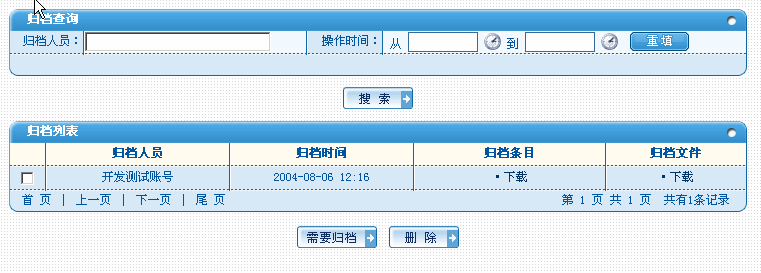 归档查询
归档人员： 操作时间： 从 到 重 填
搜 索
归档列表
归档人员 归档时间 归档条目 归档文件
开发测试账号 2004-08-06 12:16 ·下载 ·下载
首 页 | 上一页 | 下一页 | 尾 页 第 1 页 共 1 页 共有1条记录
需要归档 删 除